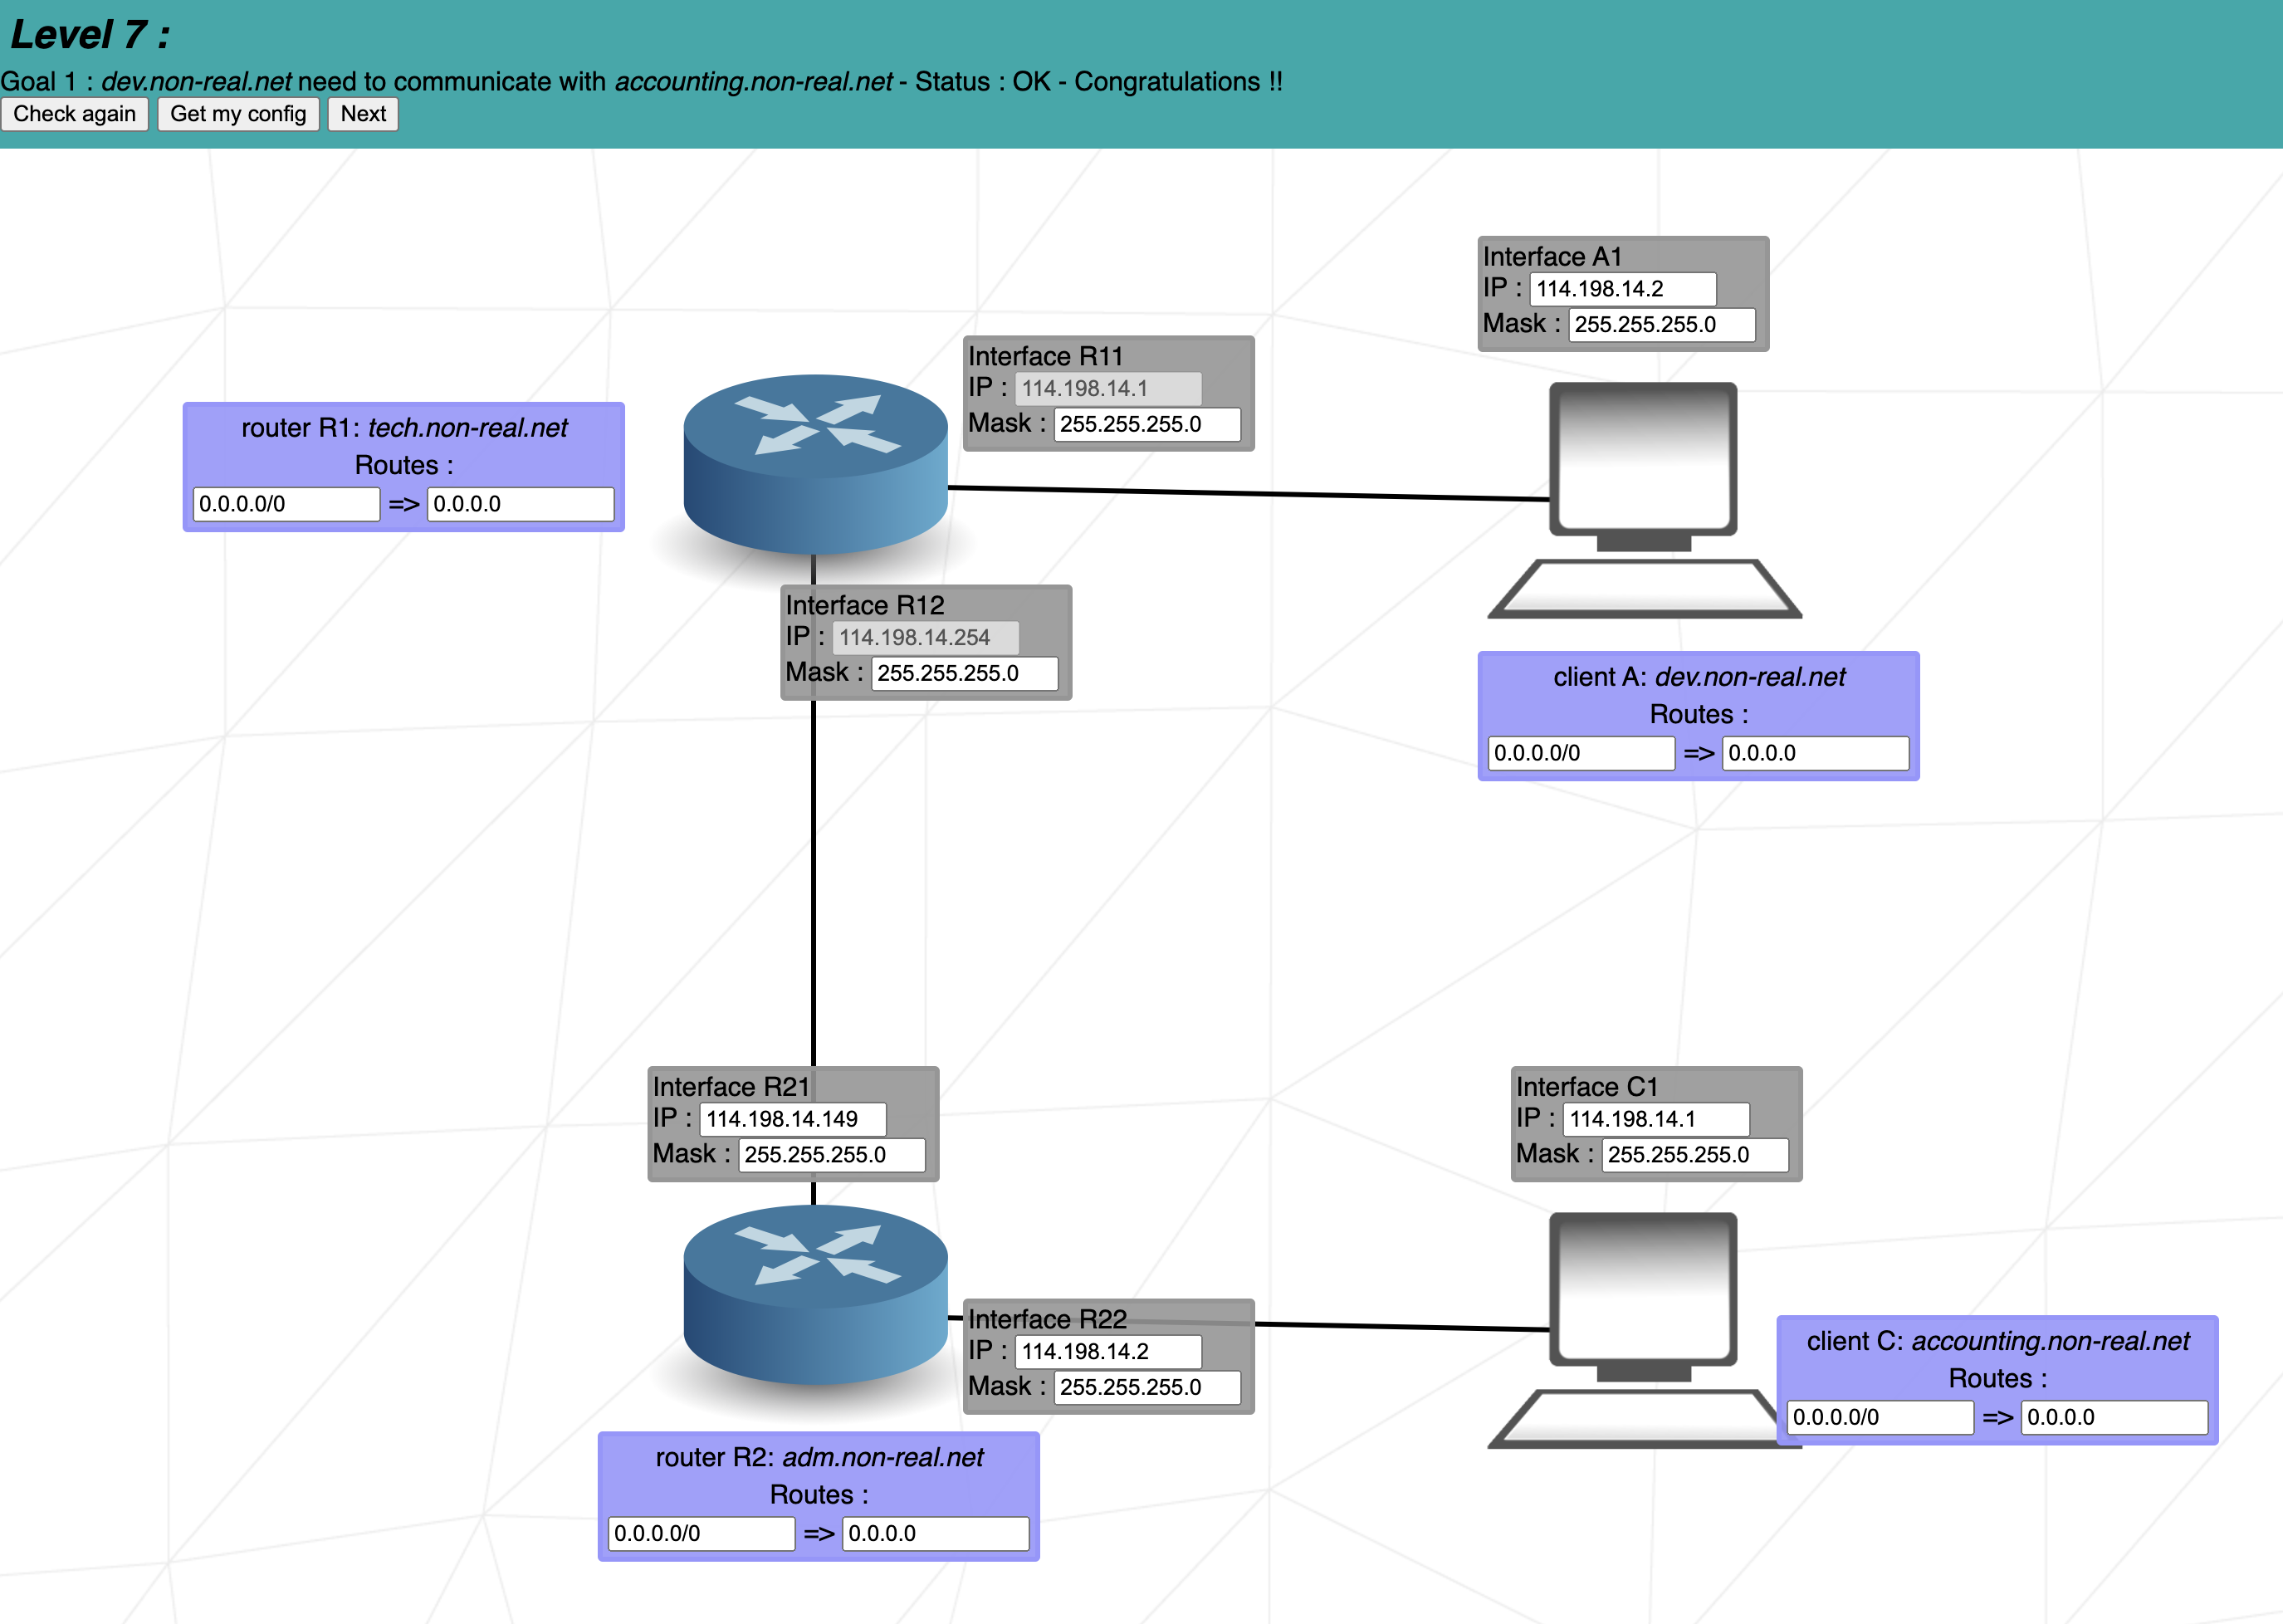 Level 7 :
Goal 1 : dev.non-real.net need to communicate with accounting.non-real.net - Status : OK - Congratulations !!
Check again Get my config Next
Interface A1
IP : 114.198.14.2
Mask : 255.255.255.0
Interface R11
IP : 114.198.14.1
Mask : 255.255.255.0
router R1: tech.non-real.net
Routes :
0.0.0.0/0 => 0.0.0.0
Interface R12
IP : 114.198.14.254
Mask : 255.255.255.0
client A: dev.non-real.net
Routes :
0.0.0.0/0 => 0.0.0.0
Interface R21
IP : 114.198.14.149
Mask : 255.255.255.0
Interface C1
IP : 114.198.14.1
Mask : 255.255.255.0
Interface R22
IP : 114.198.14.2
Mask : 255.255.255.0
client C: accounting.non-real.net
Routes :
0.0.0.0/0 => 0.0.0.0
router R2: adm.non-real.net
Routes :
0.0.0.0/0 => 0.0.0.0